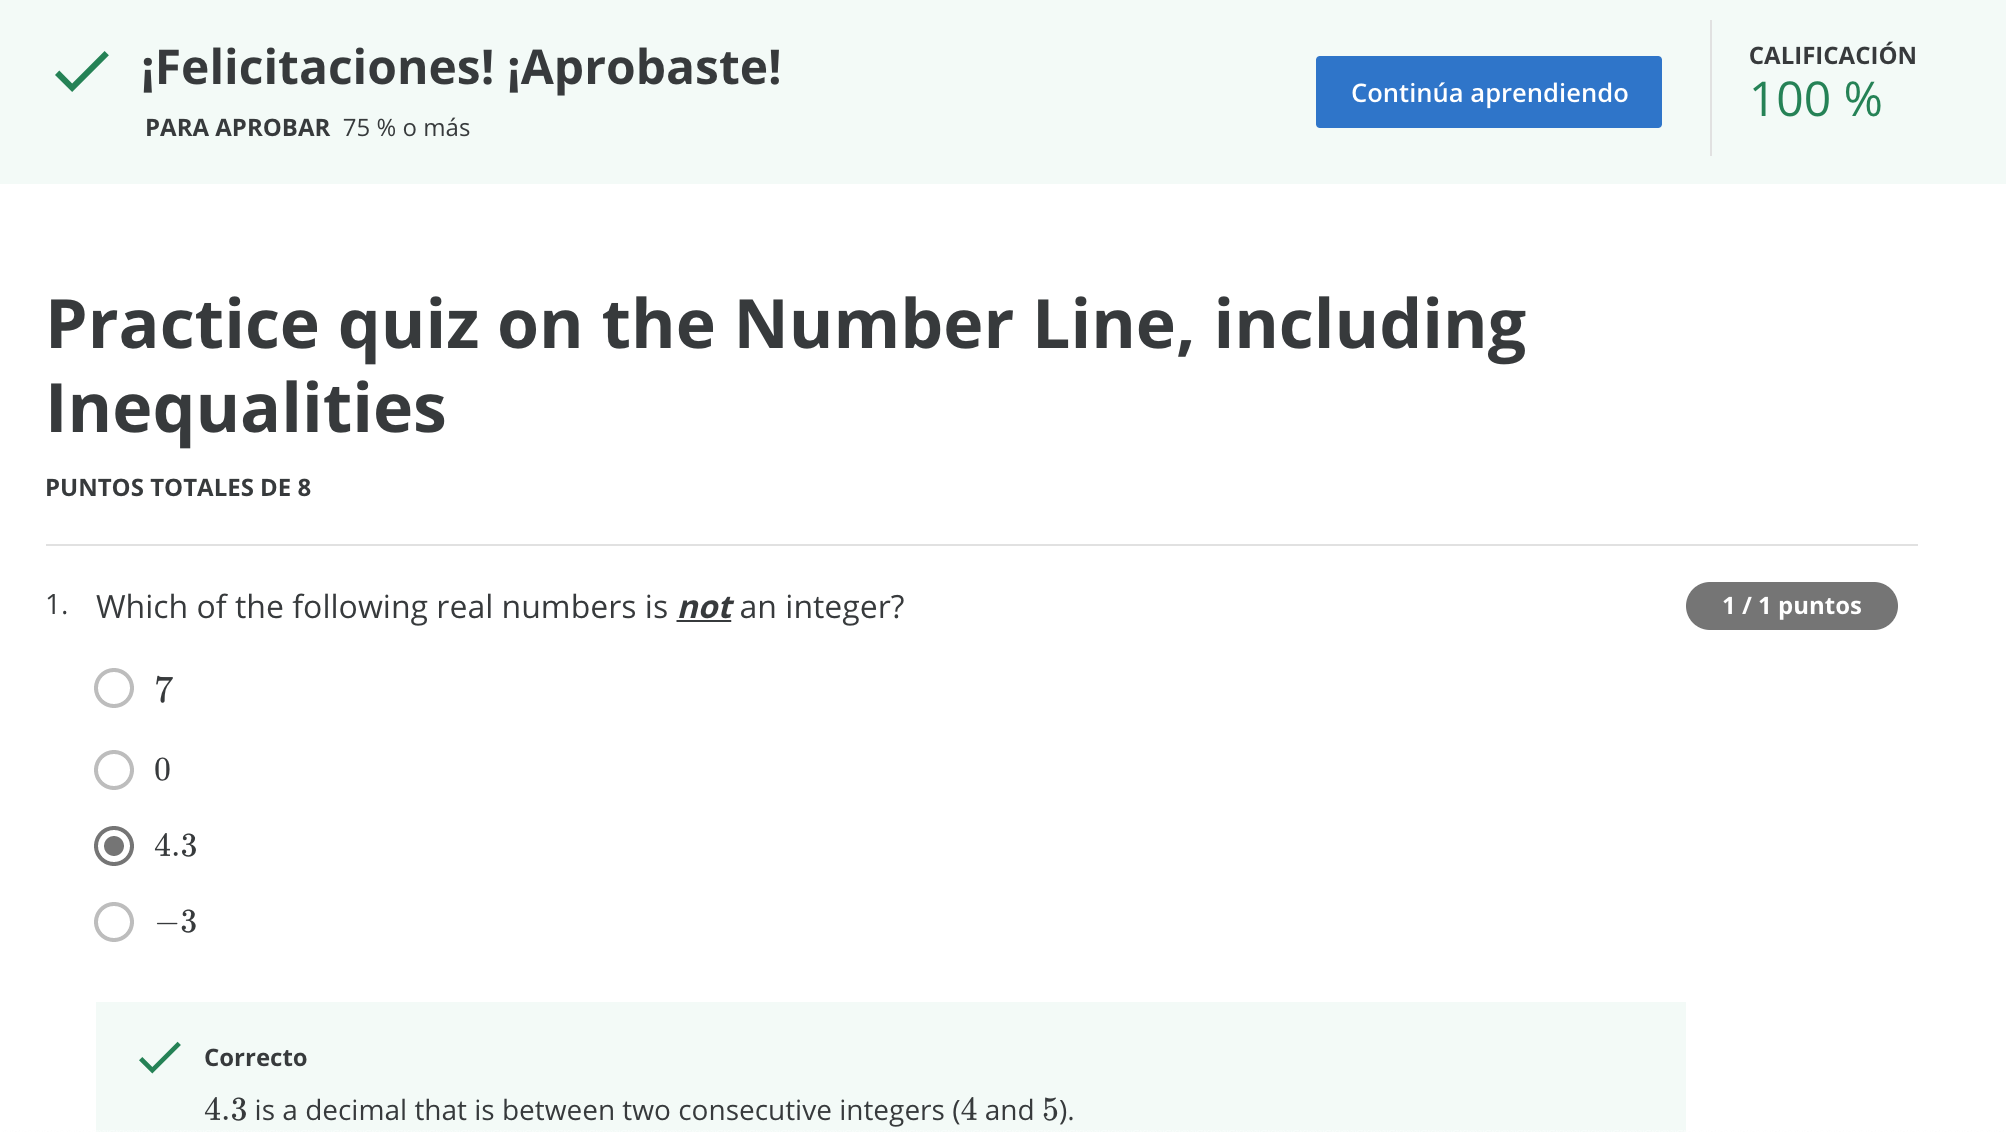 ¡Felicitaciones! ¡Aprobaste!
PARA APROBAR 75 % o más
Continúa aprendiendo
CALIFICACIÓN
100 %
Practice quiz on the Number Line, including
Inequalities
PUNTOS TOTALES DE 8
1. Which of the following real numbers is not an integer?
1 / 1 puntos
7
0
4.3
−3
Correcto
4.3 is a decimal that is between two consecutive integers (4 and 5).